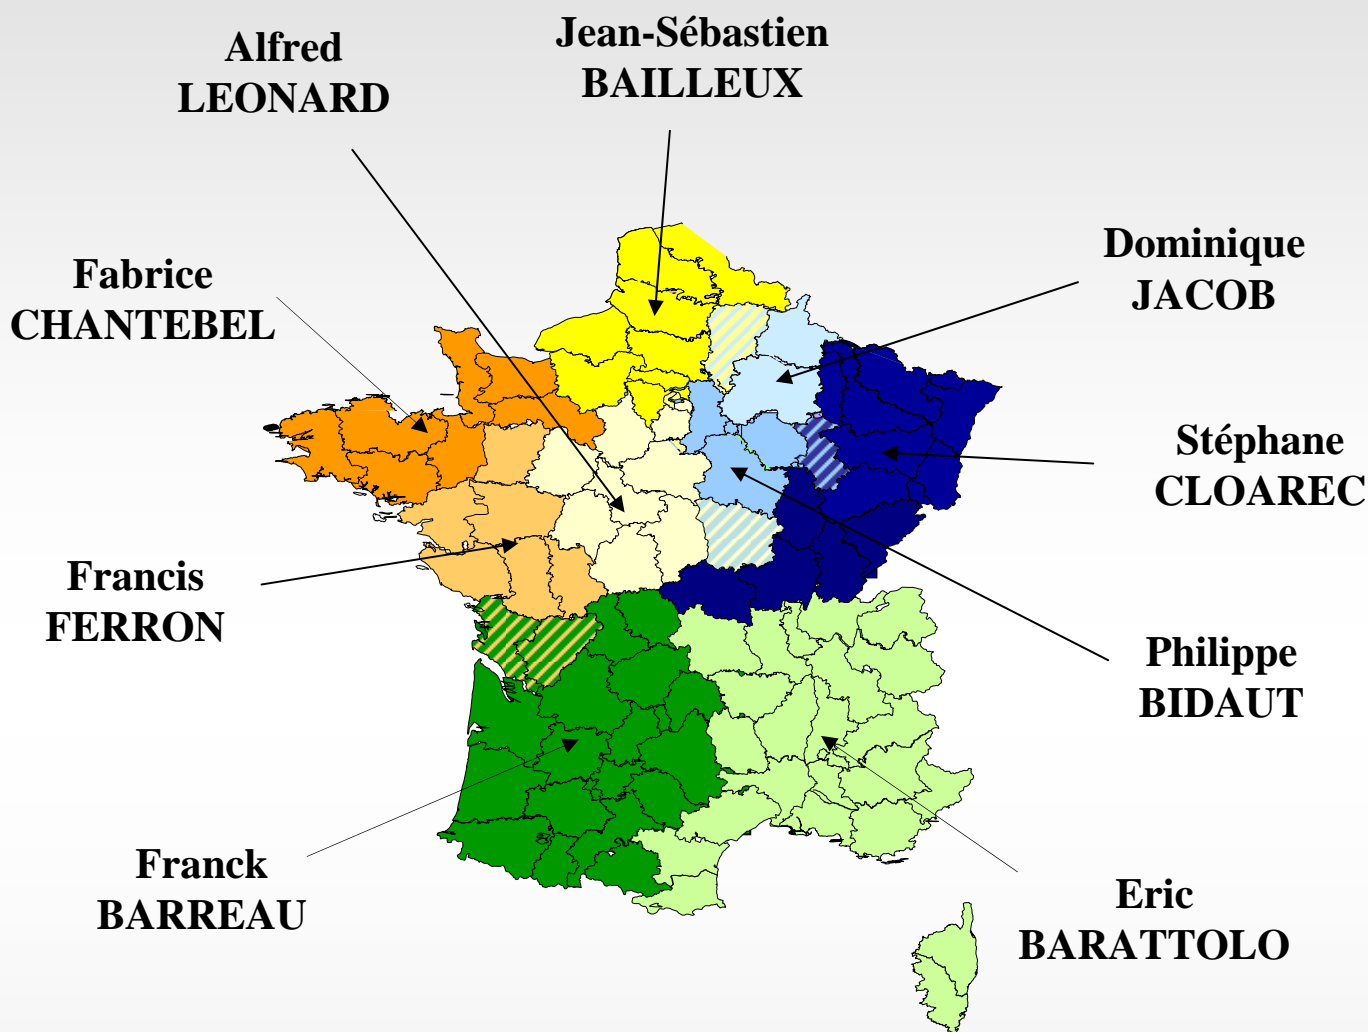 Alfred
LEONARD
Jean-Sébastien
BAILLEUX
Fabrice
CHANTEBEL
Dominique
JACOB
Stéphane
CLOAREC
Francis
FERRON
Philippe
BIDAUT
Franck
BARREAU
Eric
BARATTOLO